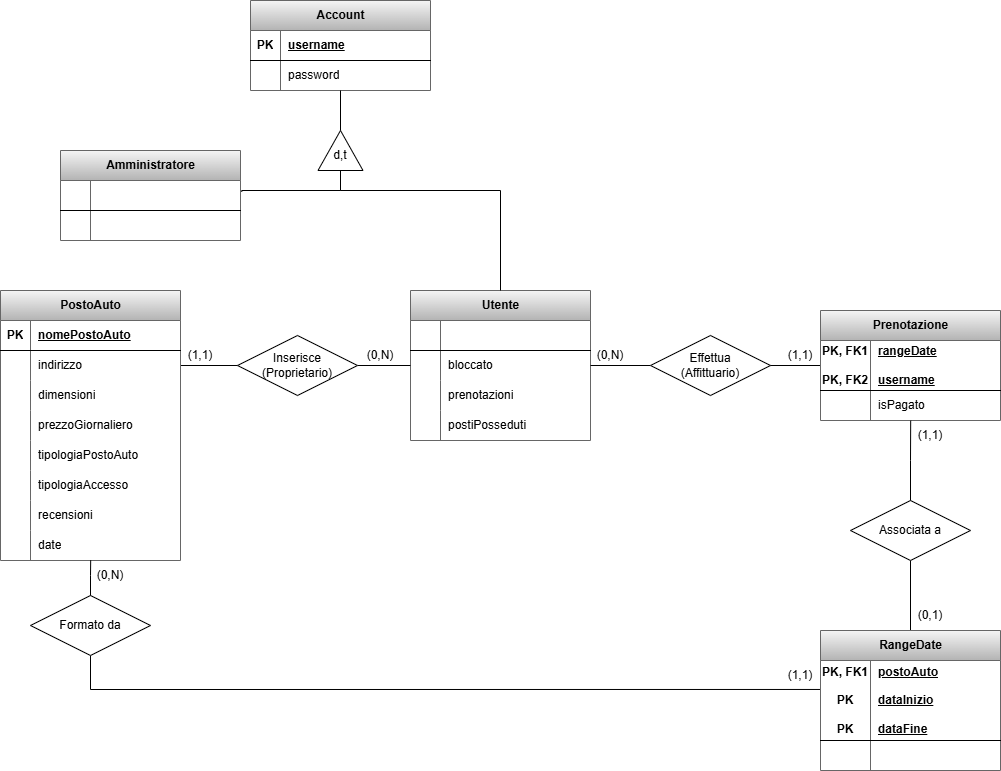 Account
PK username
password
d,t
Amministratore
PostoAuto
PK nomePostoAuto
indirizzo
dimensioni
prezzoGiornaliero
tipologiaPostoAuto
tipologiaAccesso
recensioni
date
(1,1)
Inserisce
(Proprietario)
(0,N)
Utente
bloccato
prenotazioni
postiPosseduti
(0,N)
Effettua
(Affittuario)
(1,1)
Prenotazione
PK, FK1 rangeDate
PK, FK2 username
isPagato
(1,1)
Associata a
(0,1)
(0,N)
Formato da
(1,1)
RangeDate
PK, FK1 postoAuto
PK dataInizio
PK dataFine